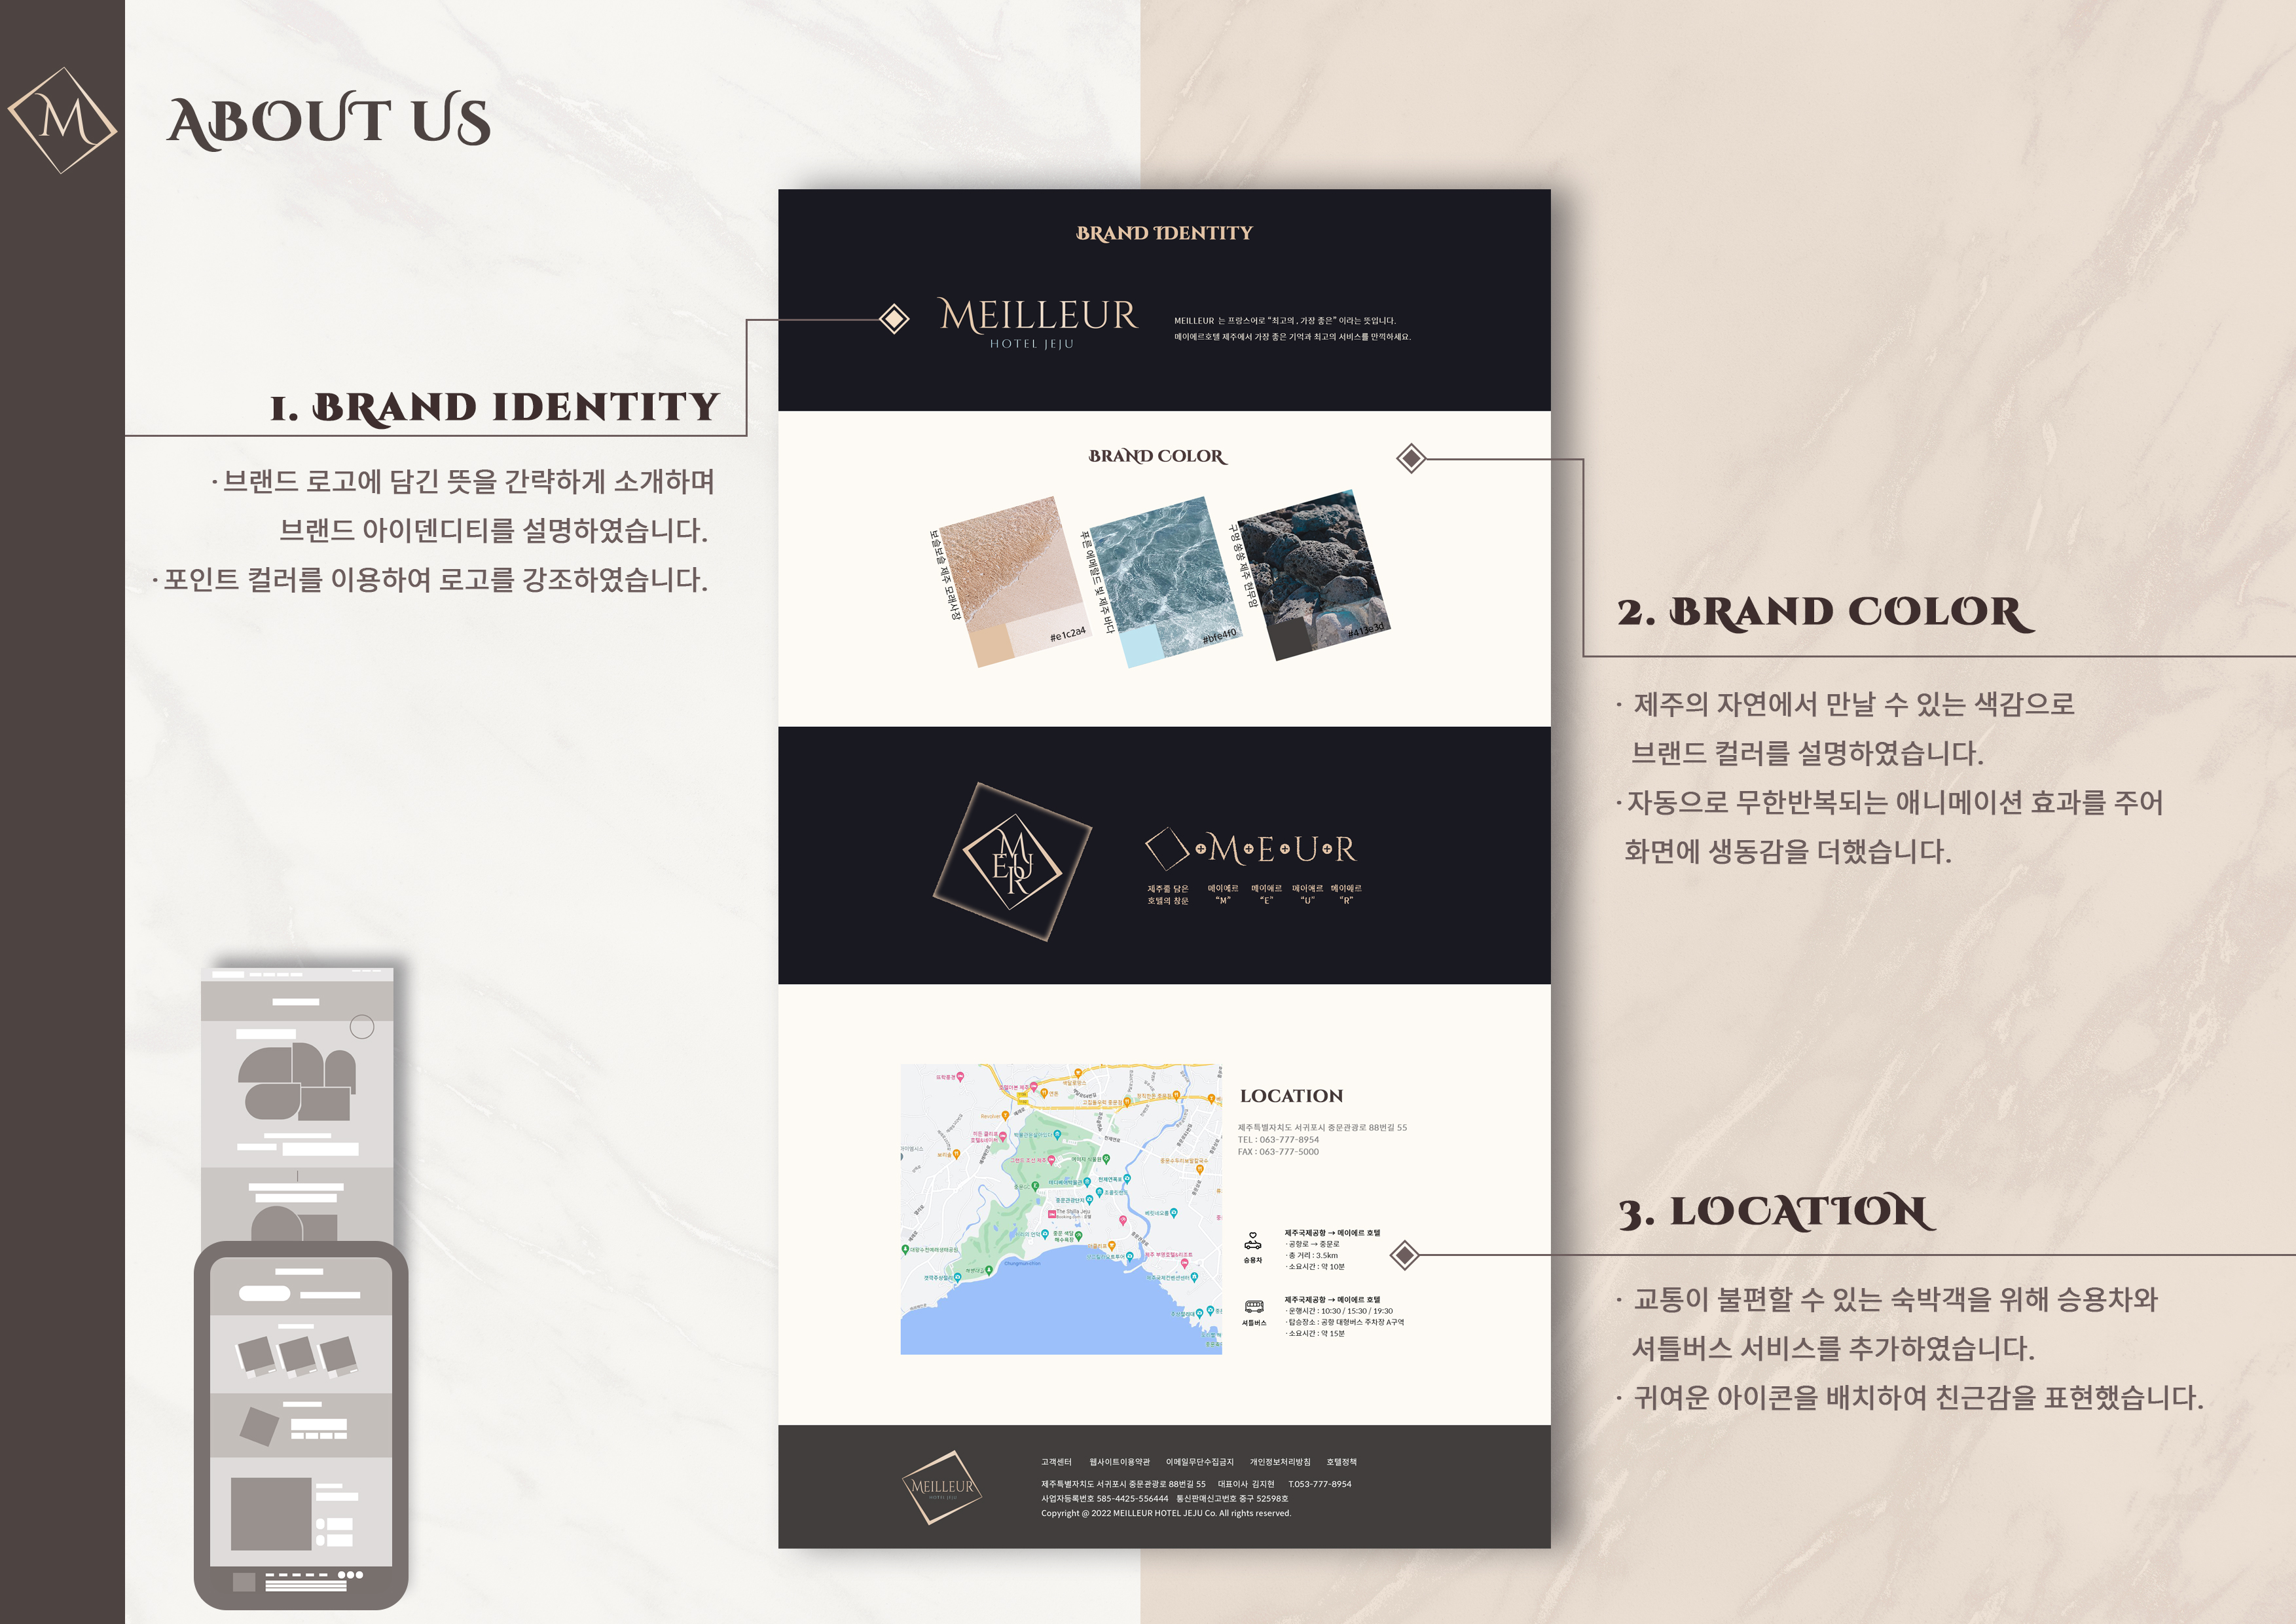 M
ABOUT US
BRAND IDENTITY
MEILLEUR
HOTEL JEJU
MEILLEUR 는 프랑스어로 “최고의 , 가장 좋은” 이라는 뜻입니다.
메이에르호텔 제주에서 가장 좋은 기억과 최고의 서비스를 만끽하세요.
1. BRAND IDENTITY
· 브랜드 로고에 담긴 뜻을 간략하게 소개하며
브랜드 아이덴디티를 설명하였습니다.
· 포인트 컬러를 이용하여 로고를 강조하였습니다.
BRAND COLOR
보슬보슬 제주 모래사장
#e1c2a4
푸른 에메랄드 빛 제주 바다
#bfe4f0
구멍 송송 제주 현무암
#413e3d
2. BRAND COLOR
· 제주의 자연에서 만날 수 있는 색감으로
브랜드 컬러를 설명하였습니다.
· 자동으로 무한반복되는 애니메이션 효과를 주어
화면에 생동감을 더했습니다.
M
EU
R
+ M + E + U + R
제주를 담은 메이에르 메이에르 메이에르 메이에르
호텔의 창문 “M” “E” “U” “R”
The Shilla Jeju
LOCATION
제주특별자치도 서귀포시 중문관광로 88번길 55
TEL : 063-777-8954
FAX : 063-777-5000
승용차
제주국제공항 → 메이에르 호텔
· 공항로 → 중문로
· 총 거리 : 3.5km
· 소요시간 : 약 10분
셔틀버스
제주국제공항 → 메이에르 호텔
· 운행시간 : 10:30 / 15:30 / 19:30
· 탑승장소 : 공항 대형버스 주차장 A구역
· 소요시간 : 약 15분
3. LOCATION
· 교통이 불편할 수 있는 숙박객을 위해 승용차와
셔틀버스 서비스를 추가하였습니다.
· 귀여운 아이콘을 배치하여 친근감을 표현했습니다.
MEILLEUR
HOTEL JEJU
고객센터 웹사이트이용약관 이메일무단수집금지 개인정보처리방침 호텔정책
제주특별자치도 서귀포시 중문관광로 88번길 55 대표이사 김지현 T.053-777-8954
사업자등록번호 585-4425-556444 통신판매신고번호 중구 52598호
Copyright @ 2022 MEILLEUR HOTEL JEJU Co. All rights reserved.